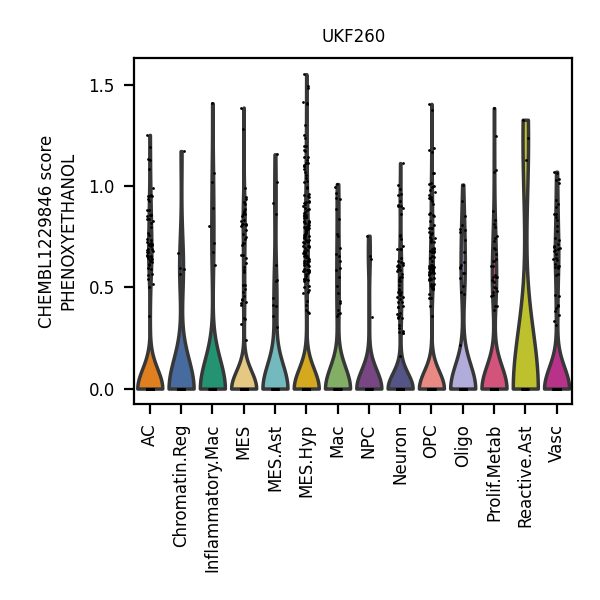 UKF260
CHEMBL1229846 score
PHENOXYETHANOL
1.5
1.0
0.5
0.0
AC
Chromatin.Reg
Inflammatory.Mac
MES
MES.Ast
MES.Hyp
Mac
NPC
Neuron
OPC
Oligo
Prolif.Metab
Reactive.Ast
Vasc